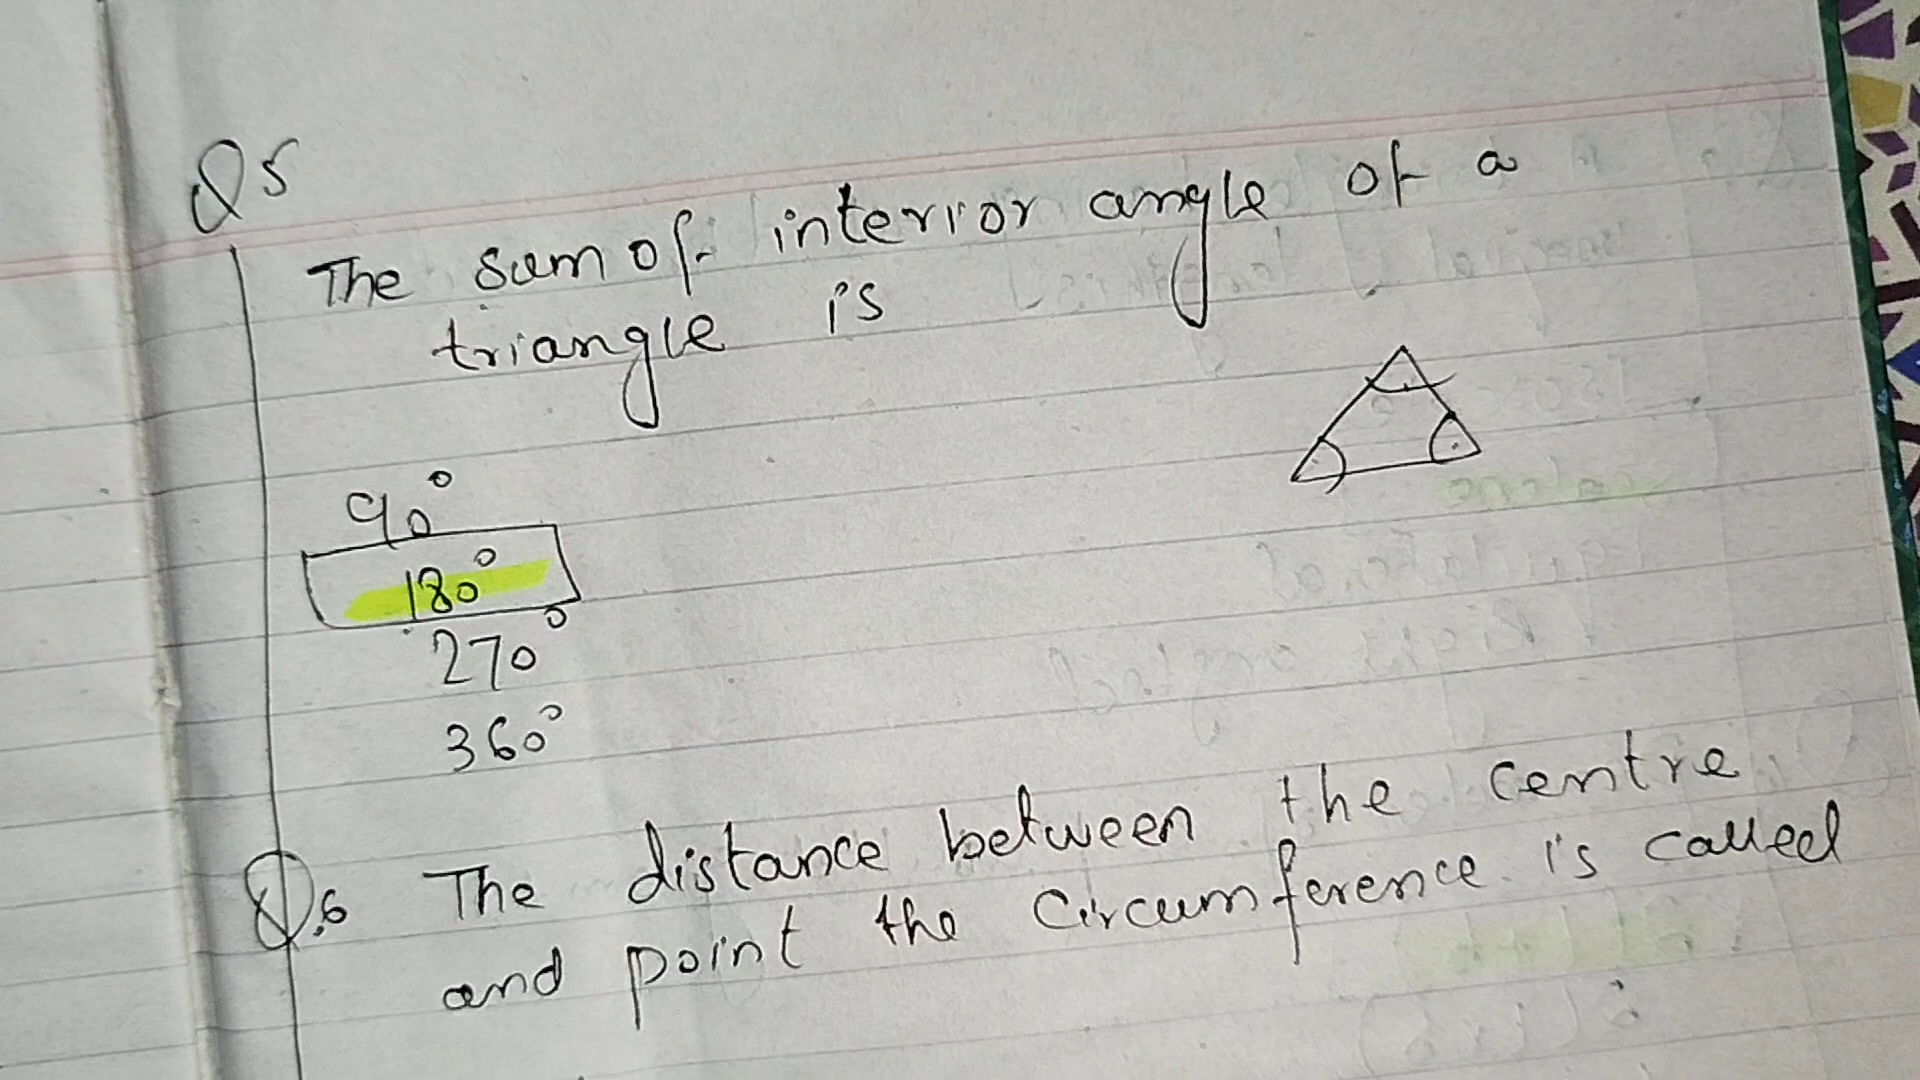 Q5
The sum of interior angle of a
triangle is
90°
180°
270°
360°
Q.6 The distance between the centre
and point the circumference is called